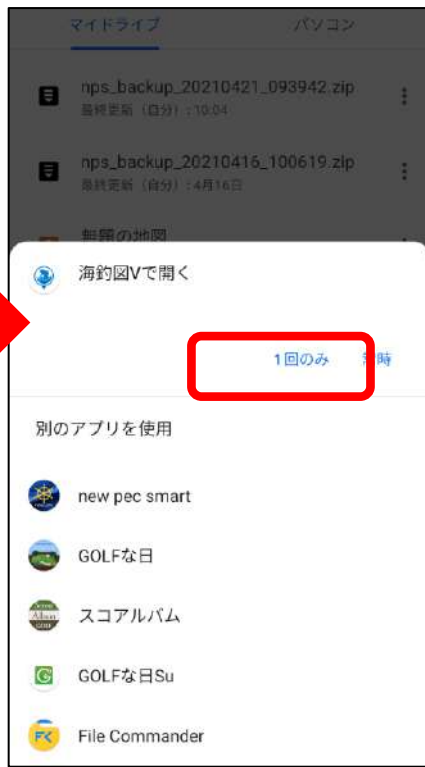 マイドライブ パソコン
nps_backup_20210421_093942.zip
最終更新（自分）: 10:04
nps_backup_20210416_100619.zip
最終更新（自分）: 4月16日
無題の地図
海釣図Vで開く
1回のみ 常時
別のアプリを使用
new pec smart
GOLFな日
スコアルバム
GOLFな日Su
File Commander